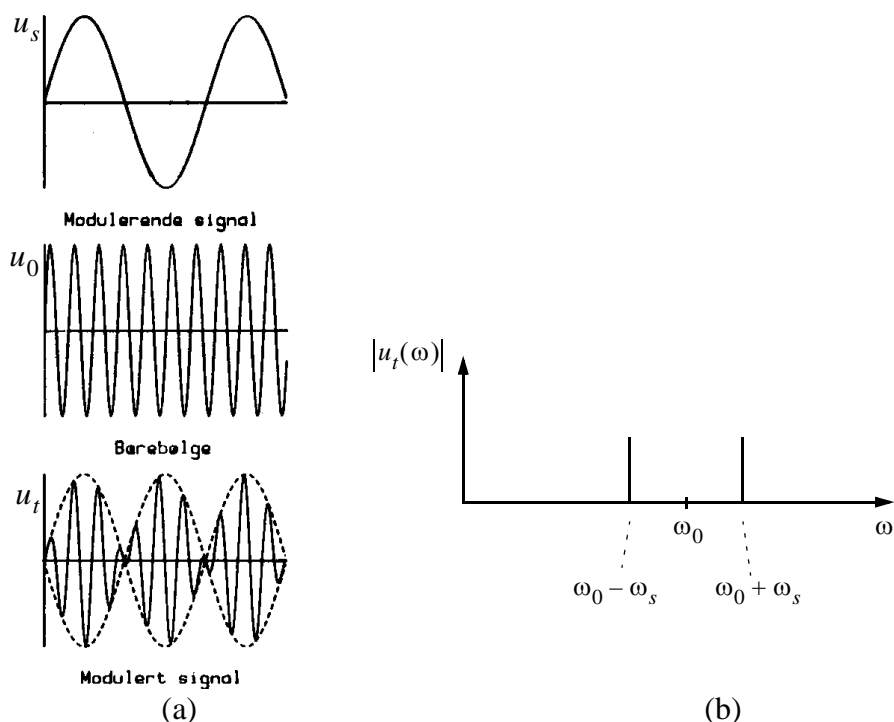 u_s
Modulerende signal
u_0
Bærebølge
u_t
Modulert signal
(a)
|u_t(ω)|
ω_0
ω
ω_0 – ω_s
ω_0 + ω_s
(b)